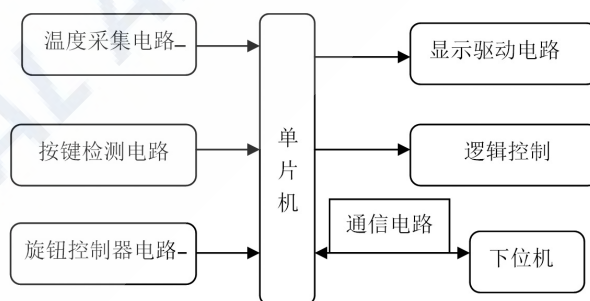 温度采集电路
显示驱动电路
按键检测电路
单片机
逻辑控制
旋钮控制器电路
通信电路
下位机